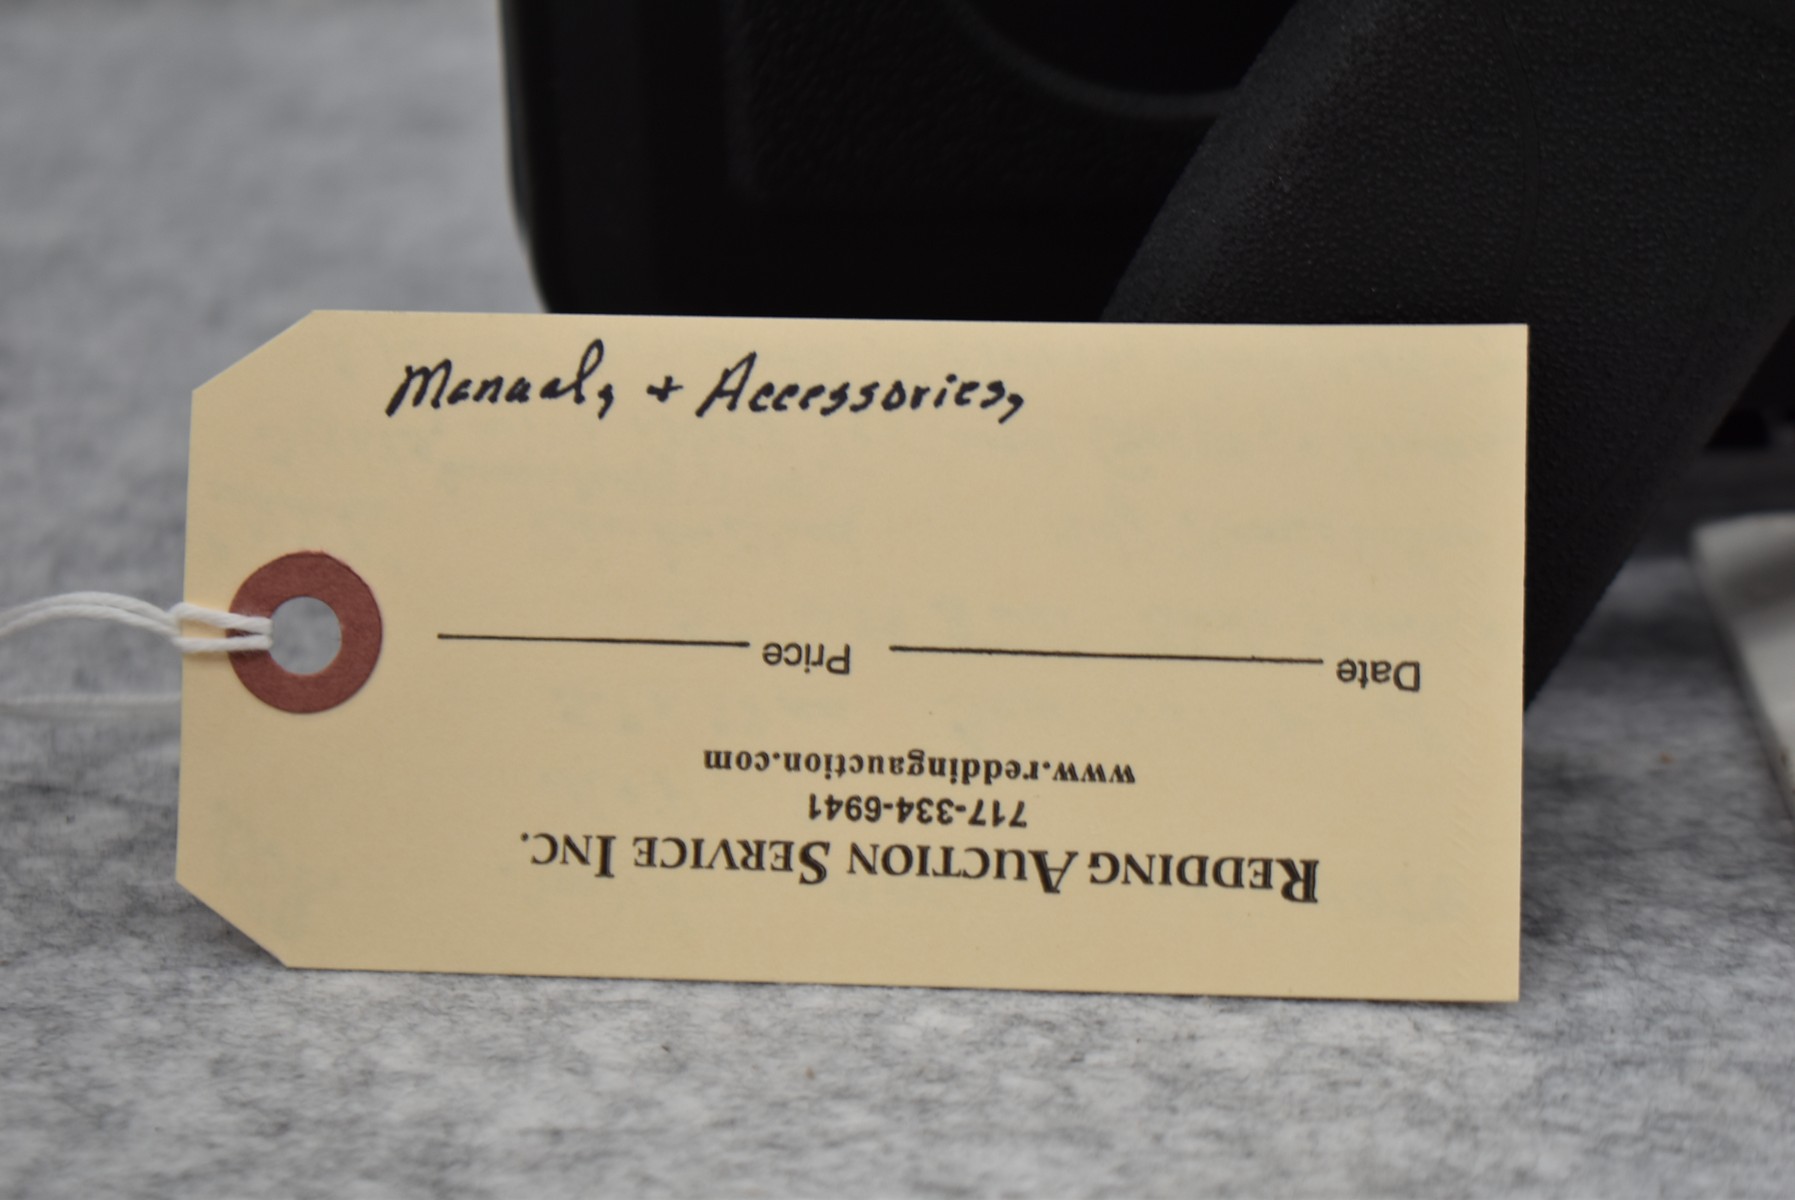 Manual, + Accessories,
REDDING AUCTION SERVICE INC.
717-334-6941
www.reddingauction.com
Date Price